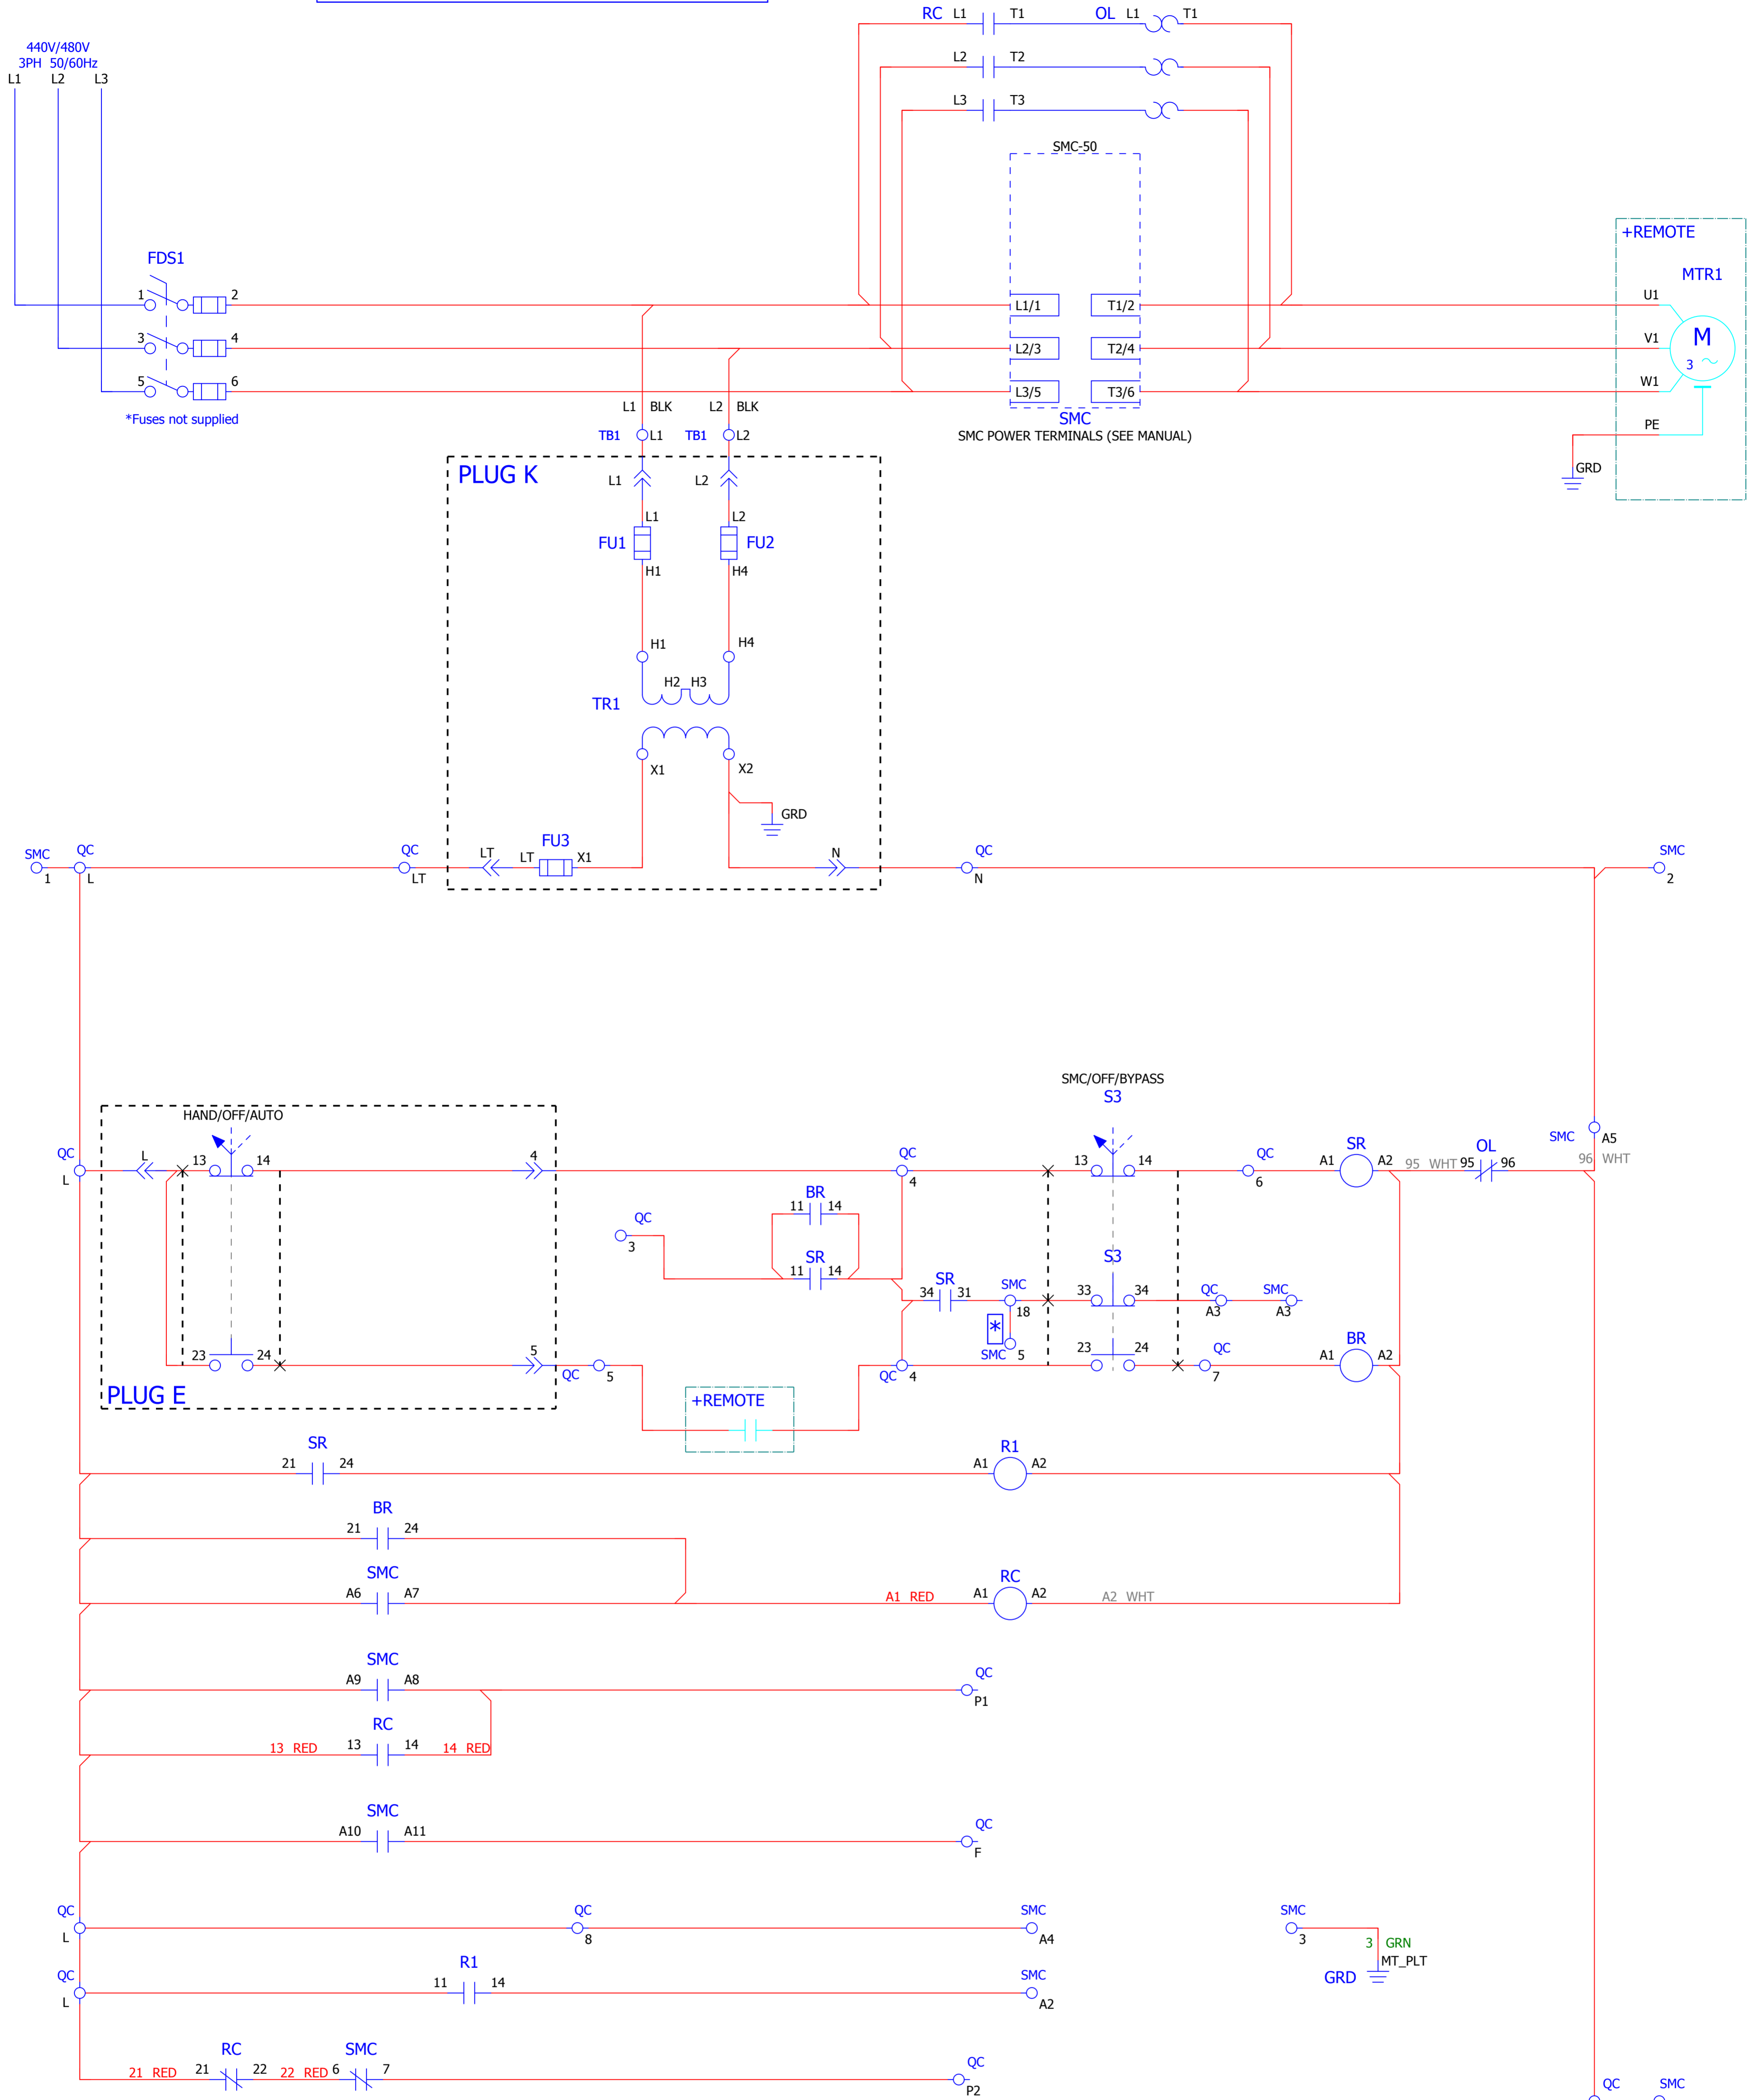 RC L1 T1 OL L1 T1
440V/480V
3PH 50/60Hz
L1 L2 L3
L2 T2
L3 T3
SMC-50
+REMOTE
FDS1
MTR1
1 2 L1/1 T1/2 U1
3 4 L2/3 T2/4 V1
M
3
5 6 L3/5 T3/6 W1
*Fuses not supplied
L1 BLK L2 BLK
SMC
PE
TB1 L1 TB1 L2
SMC POWER TERMINALS (SEE MANUAL)
PLUG K
L1 L2
GRD
L1 L2
FU1 FU2
H1 H4
H1 H4
H2 H3
TR1
X1 X2
GRD
FU3
SMC QC QC LT LT X1 N QC SMC
1 L LT N 2
SMC/OFF/BYPASS
S3
HAND/OFF/AUTO
SMC A5
QC L 13 14 4 QC 13 14 QC SR A1 A2 95 WHT 95 OL 96 96 WHT
L 4 6
BR
11 14
QC
3
SR
11 14
S3
SR
34 31 SMC 33 34 QC SMC
18 A3 A3
*
23 24 5 SMC 5 23 24 QC BR A1 A2
QC 5 QC 4 7
PLUG E
+REMOTE
SR R1
21 24 A1 A2
BR
21 24
SMC RC
A6 A7 A1 RED A1 A2 A2 WHT
SMC
A9 A8 QC
P1
RC
13 RED 13 14 14 RED
SMC
A10 A11 QC
F
QC QC SMC SMC
L 8 A4 3
3 GRN
MT_PLT
GRD
QC R1 SMC
L 11 14 A2
RC SMC
21 RED 21 22 22 RED 6 7 QC
P2
QC SMC